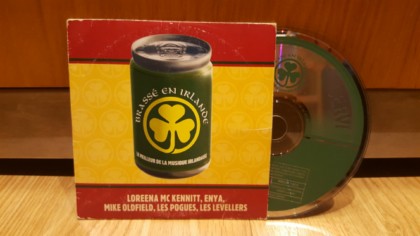 BRASSÉ EN IRLANDE
LE MEILLEUR DE LA MUSIQUE IRLANDAISE
LOREENA MC KENNITT, ENYA,
MIKE OLDFIELD, LES POGUES, LES LEVELLERS